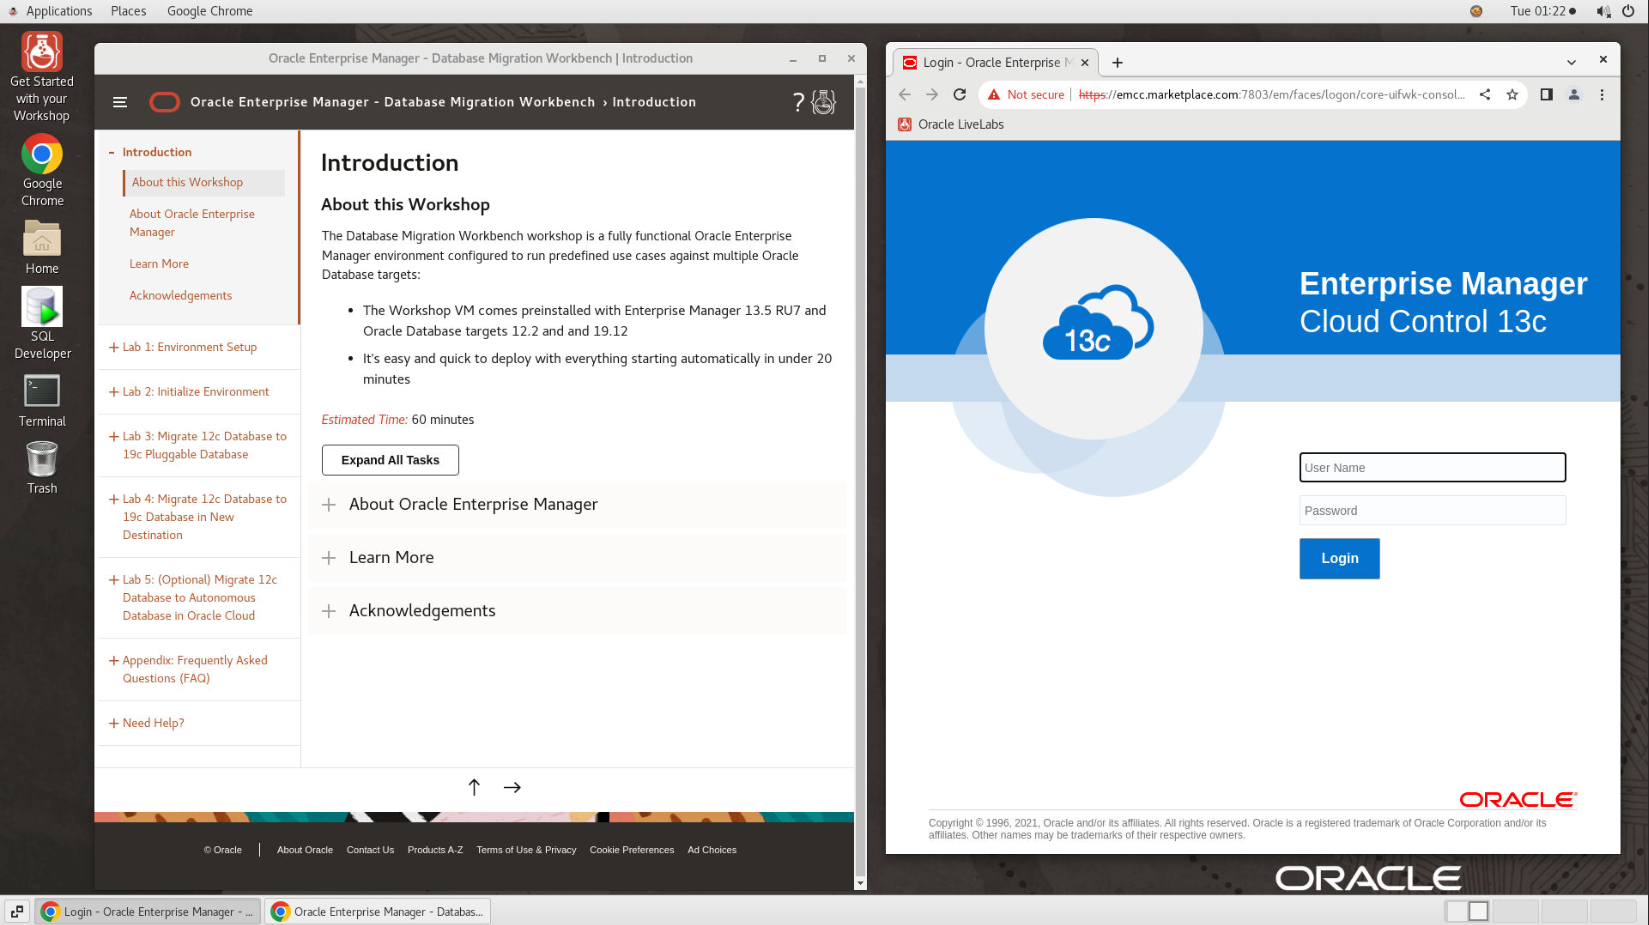 Applications Places Google Chrome
Tue 01:22
Get Started
with your
Workshop
Google
Chrome
Home
SQL
Developer
Terminal
Trash
Oracle Enterprise Manager - Database Migration Workbench | Introduction
Oracle Enterprise Manager - Database Migration Workbench › Introduction
?
- Introduction
About this Workshop
About Oracle Enterprise
Manager
Learn More
Acknowledgements
+ Lab 1: Environment Setup
+ Lab 2: Initialize Environment
+ Lab 3: Migrate 12c Database to
19c Pluggable Database
+ Lab 4: Migrate 12c Database to
19c Database in New
Destination
+ Lab 5: (Optional) Migrate 12c
Database to Autonomous
Database in Oracle Cloud
+ Appendix: Frequently Asked
Questions (FAQ)
+ Need Help?
Introduction
About this Workshop
The Database Migration Workbench workshop is a fully functional Oracle Enterprise
Manager environment configured to run predefined use cases against multiple Oracle
Database targets:
• The Workshop VM comes preinstalled with Enterprise Manager 13.5 RU7 and
Oracle Database targets 12.2 and and 19.12
• It's easy and quick to deploy with everything starting automatically in under 20
minutes
Estimated Time: 60 minutes
Expand All Tasks
+ About Oracle Enterprise Manager
+ Learn More
+ Acknowledgements
© Oracle | About Oracle Contact Us Products A-Z Terms of Use & Privacy Cookie Preferences Ad Choices
Login - Oracle Enterprise M
Not secure | https://emcc.marketplace.com:7803/em/faces/logon/core-uifwk-consol...
Oracle LiveLabs
13c
Enterprise Manager
Cloud Control 13c
User Name
Password
Login
ORACLE
Copyright © 1996, 2021, Oracle and/or its affiliates. All rights reserved. Oracle is a registered trademark of Oracle Corporation and/or its
affiliates. Other names may be trademarks of their respective owners.
ORACLE
Login - Oracle Enterprise Manager - ...
Oracle Enterprise Manager - Databas...